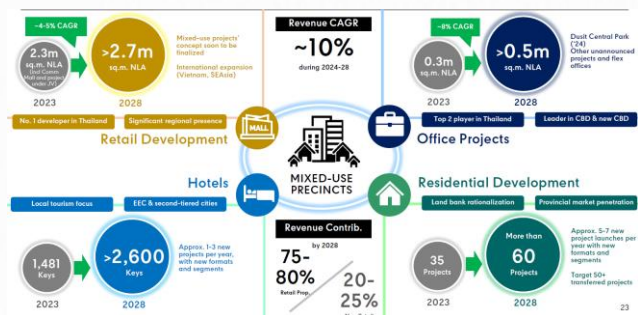 ~4-5% CAGR
2.3m
sq.m. NLA
(Incl Comm
Mall and project
under JV)
2023
>2.7m
sq.m. NLA
2028
Mixed-use projects'
concept soon to be
finalized
International expansion
(Vietnam, SEAsia)
No. 1 developer in Thailand
Significant regional presence
Retail Development
MALL
Revenue CAGR
~10%
during 2024-28
~8% CAGR
0.3m
sq.m. NLA
2023
>0.5m
sq.m. NLA
2028
Dusit Central Park
('24)
Other unannounced
projects and flex
offices
Top 2 player in Thailand
Leader in CBD & new CBD
Office Projects
MIXED-USE
PRECINCTS
Hotels
Local tourism focus
EEC & second-tiered cities
1,481
Keys
2023
>2,600
Keys
2028
Approx. 1-3 new
projects per year,
with new formats
and segments
Revenue Contrib.
by 2028
75-
80%
Retail Prop.
20-
25%
Residential Development
Land bank rationalization
Provincial market penetration
35
Projects
2023
More than
60
Projects
2028
Approx. 5-7 new
project launches per
year with new
formats and
segments
Target 50+
transferred projects
23